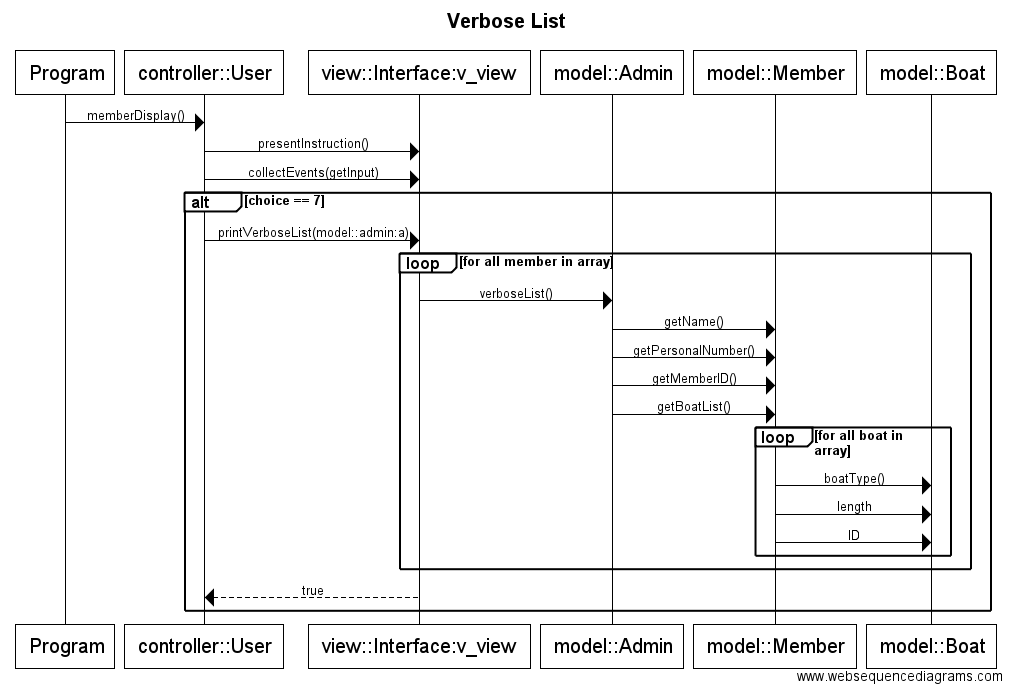 Verbose List
Program controller::User view::Interface:v_view model::Admin model::Member model::Boat
memberDisplay()
presentInstruction()
collectEvents(getInput)
alt [choice == 7]
printVerboseList(model::admin:a)
loop [for all member in array]
verboseList()
getName()
getPersonalNumber()
getMemberID()
getBoatList()
loop [for all boat in
array]
boatType()
length
ID
true
Program controller::User view::Interface:v_view model::Admin model::Member model::Boat
www.websequencediagrams.com